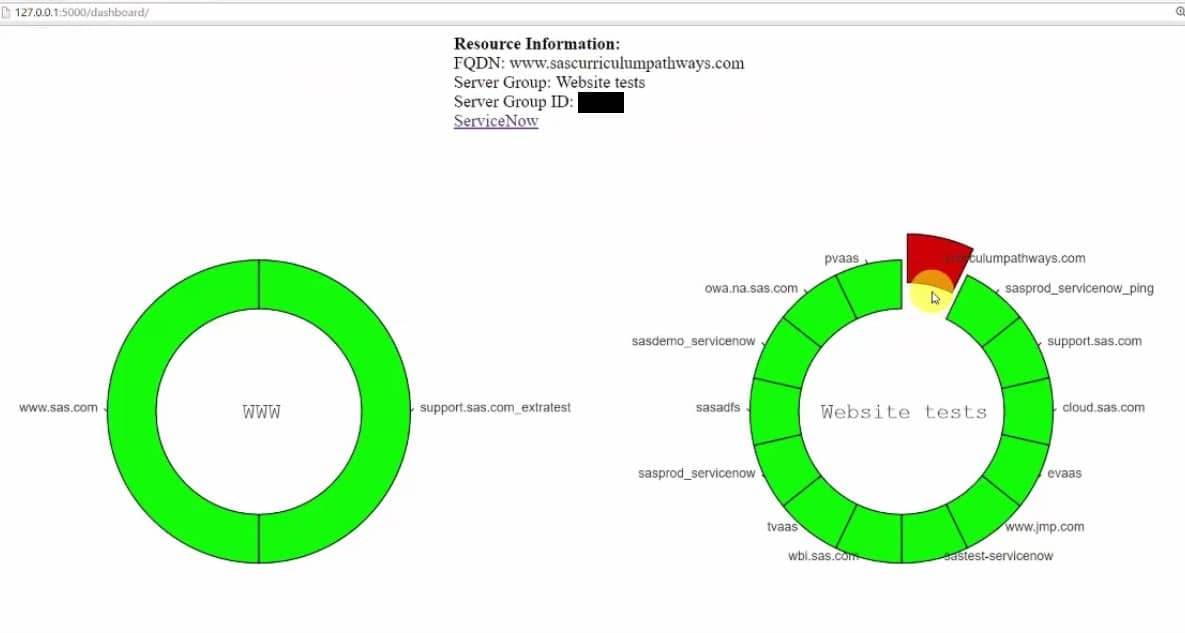 127.0.0.1:5000/dashboard/
Resource Information:
FQDN: www.sascurriculumpathways.com
Server Group: Website tests
Server Group ID:
ServiceNow
pvaas
culumpathways.com
owa.na.sas.com
sasprod_servicenow_ping
sasdemo_servicenow
support.sas.com
www.sas.com
WWW
support.sas.com_extratest
sasadfs
Website tests
cloud.sas.com
sasprod_servicenow
evaas
tvaas
www.jmp.com
wbi.sas.com
sastest-servicenow